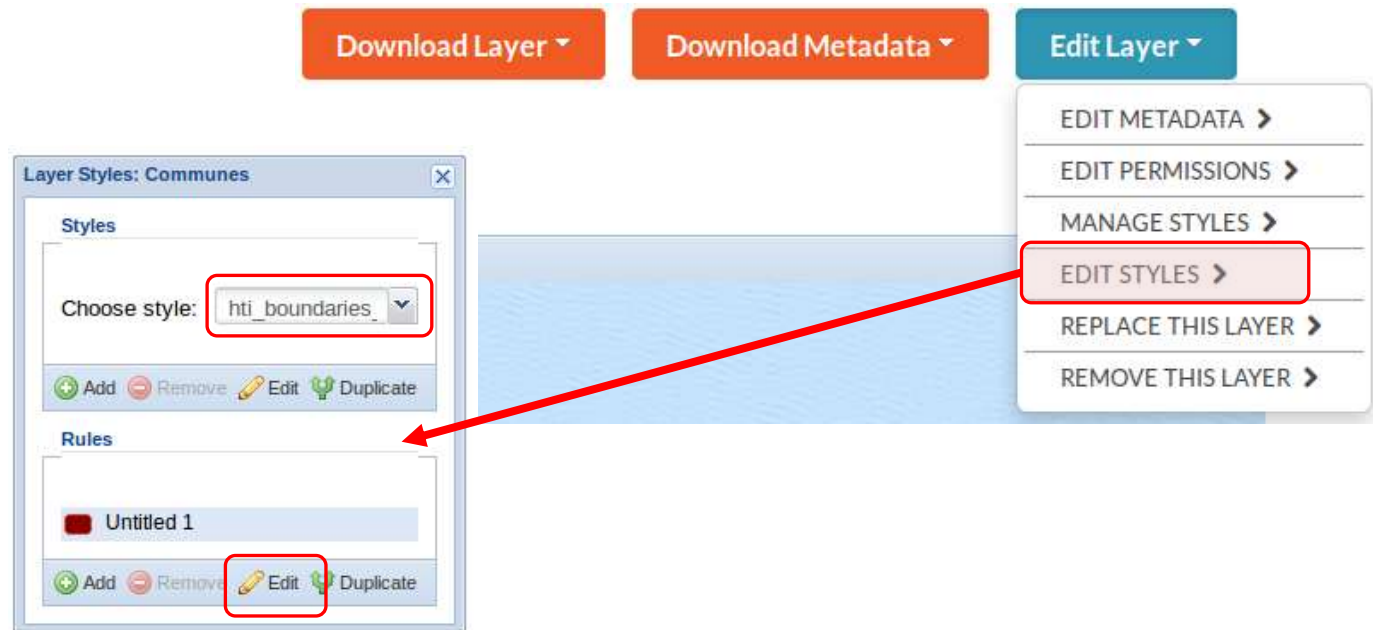 Download Layer
Download Metadata
Edit Layer
EDIT METADATA
EDIT PERMISSIONS
MANAGE STYLES
EDIT STYLES
REPLACE THIS LAYER
REMOVE THIS LAYER
Layer Styles: Communes
Styles
Choose style: hti_boundaries_
Add Remove Edit Duplicate
Rules
Untitled 1
Add Remove Edit Duplicate